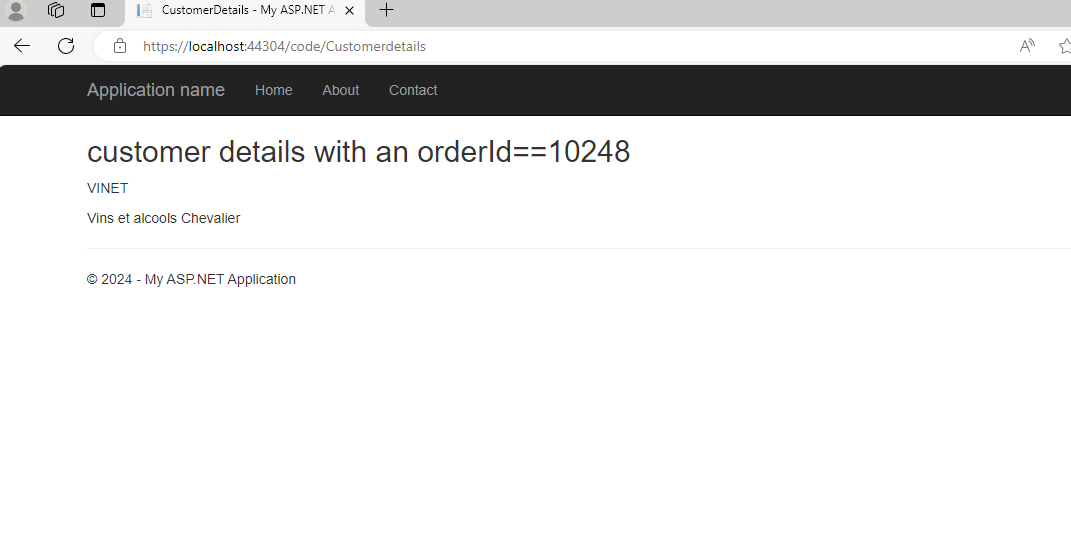 CustomerDetails - My ASP.NET A
https://localhost:44304/code/Customerdetails
Application name Home About Contact
customer details with an orderId==10248
VINET
Vins et alcools Chevalier
© 2024 - My ASP.NET Application